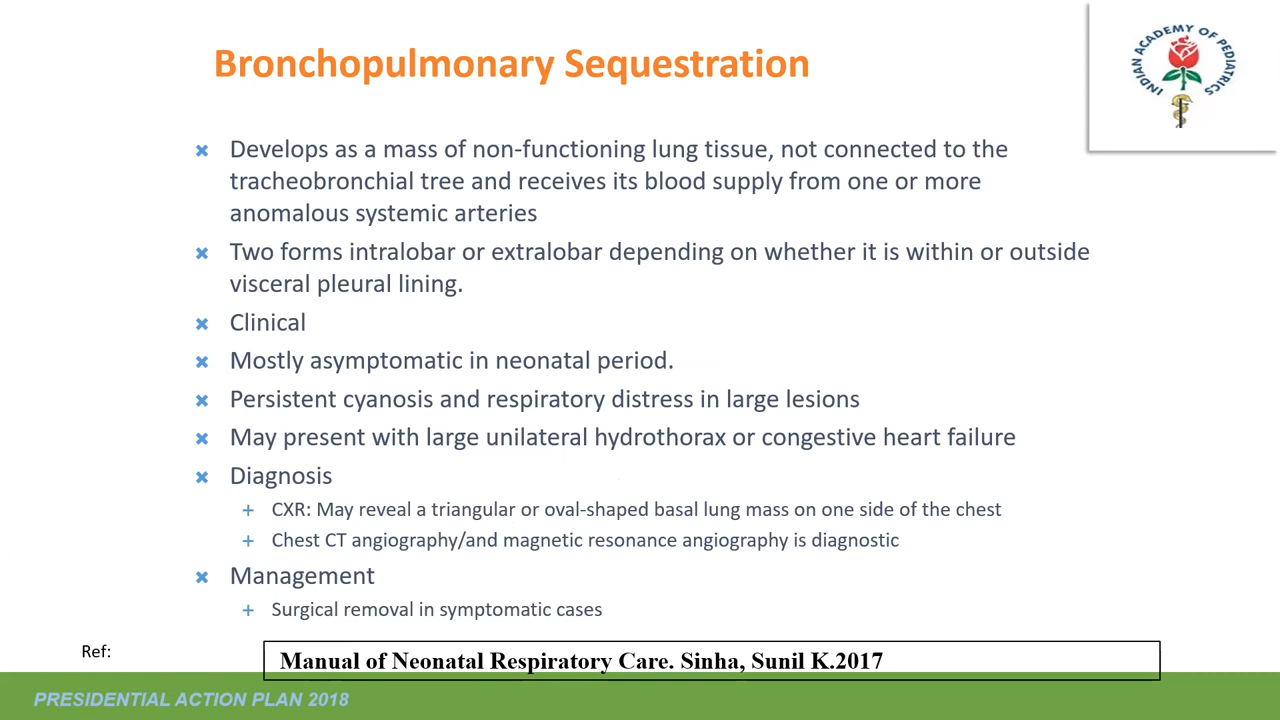 Bronchopulmonary Sequestration
INDIAN ACADEMY OF PEDIATRICS
Develops as a mass of non-functioning lung tissue, not connected to the
tracheobronchial tree and receives its blood supply from one or more
anomalous systemic arteries
Two forms intralobar or extralobar depending on whether it is within or outside
visceral pleural lining.
Clinical
Mostly asymptomatic in neonatal period.
Persistent cyanosis and respiratory distress in large lesions
May present with large unilateral hydrothorax or congestive heart failure
Diagnosis
CXR: May reveal a triangular or oval-shaped basal lung mass on one side of the chest
Chest CT angiography/and magnetic resonance angiography is diagnostic
Management
Surgical removal in symptomatic cases
Ref:
Manual of Neonatal Respiratory Care. Sinha, Sunil K.2017
PRESIDENTIAL ACTION PLAN 2018